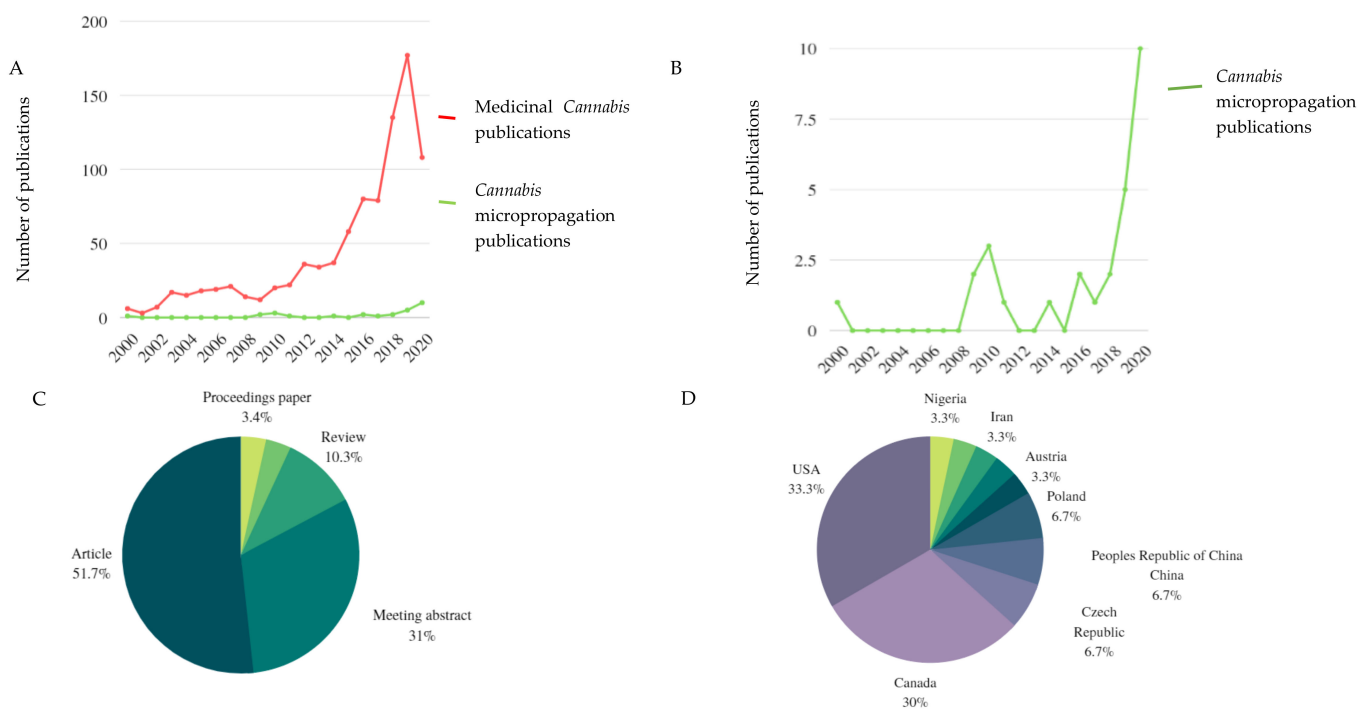 A
Number of publications
200
150
100
50
0
2000
2002
2004
2006
2008
2010
2012
2014
2016
2018
2020
Medicinal Cannabis
publications
Cannabis
micropropagation
publications
B
Number of publications
10
7.5
5
2.5
0
2000
2002
2004
2006
2008
2010
2012
2014
2016
2018
2020
Cannabis
micropropagation
publications
C
Proceedings paper
3.4%
Review
10.3%
Article
51.7%
Meeting abstract
31%
D
Nigeria
3.3%
Iran
3.3%
Austria
3.3%
Poland
6.7%
USA
33.3%
Peoples Republic of China
China
6.7%
Czech
Republic
6.7%
Canada
30%